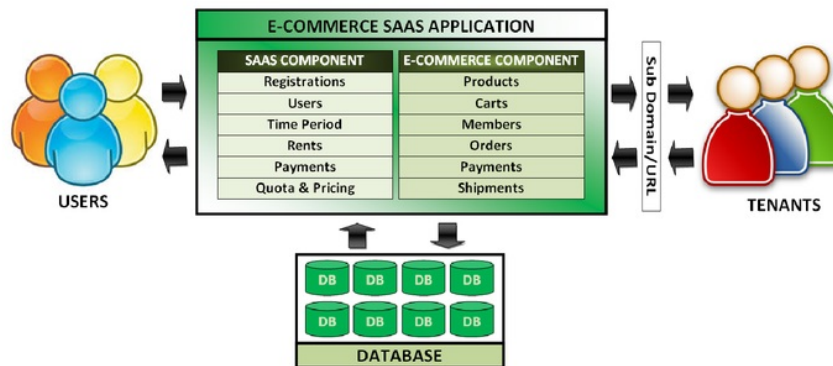 E-COMMERCE SAAS APPLICATION
SAAS COMPONENT
Registrations
Users
Time Period
Rents
Payments
Quota & Pricing
E-COMMERCE COMPONENT
Products
Carts
Members
Orders
Payments
Shipments
USERS
Sub Domain/URL
TENANTS
DB DB DB DB
DB DB DB DB
DATABASE